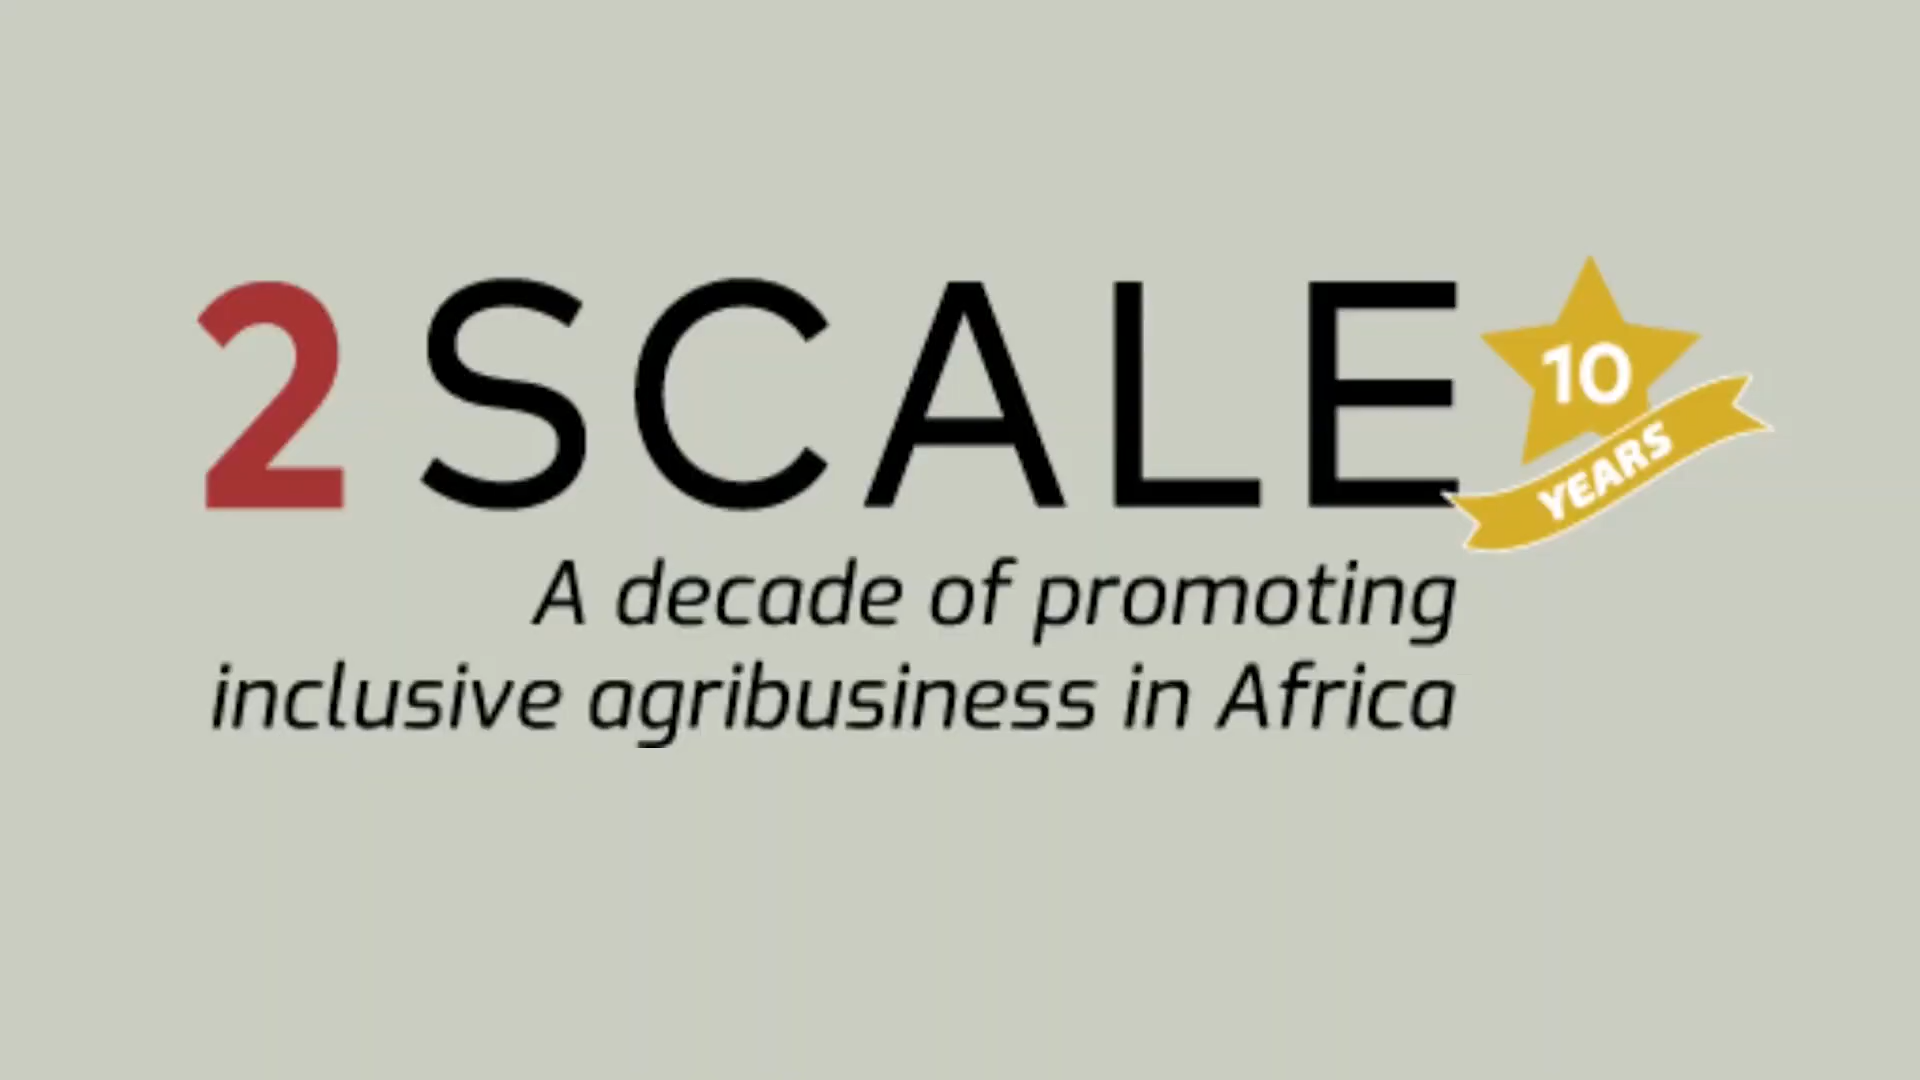 2SCALE
10
YEARS
A decade of promoting
inclusive agribusiness in Africa